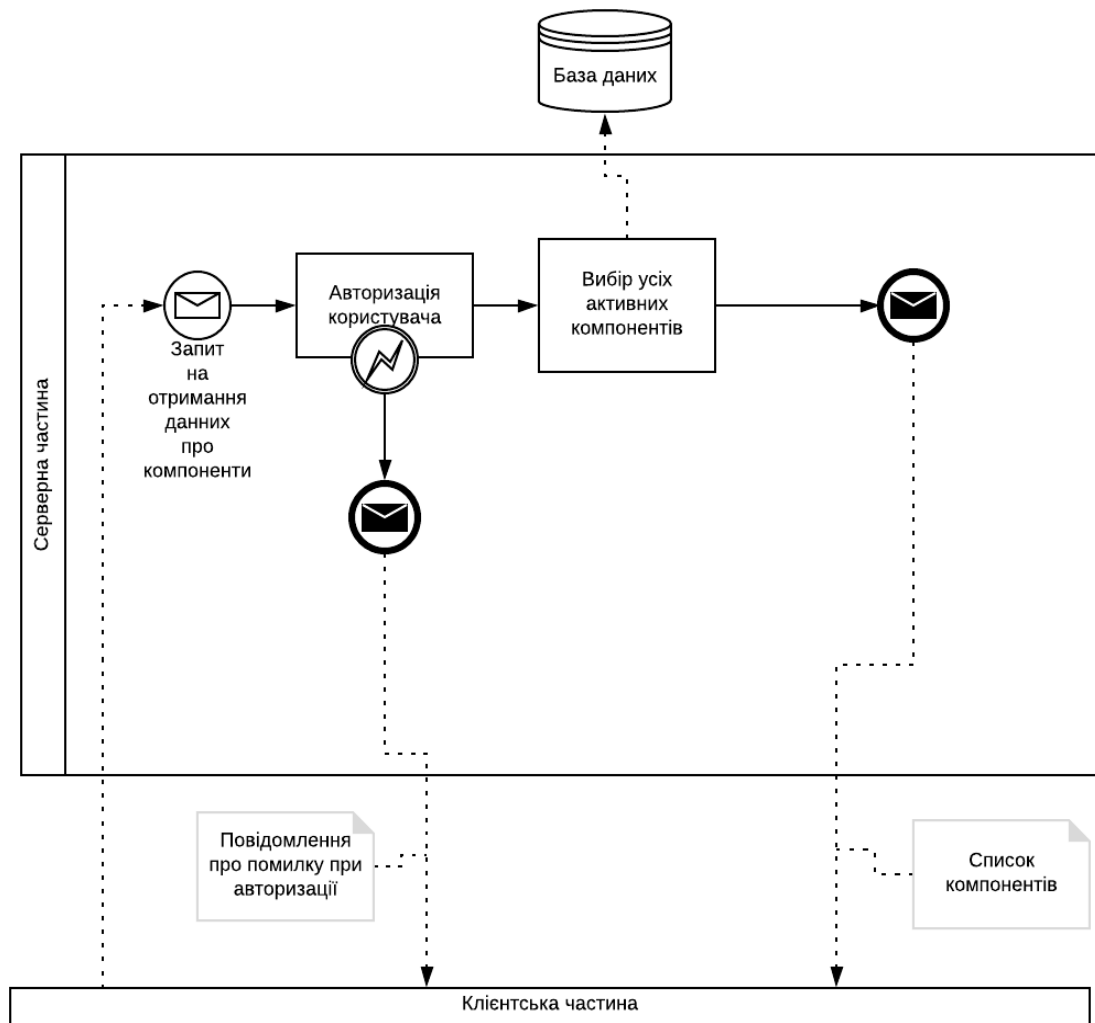 База даних
Серверна частина
Авторизація
користувача
Вибір усіх
активних
компонентів
Запит
на
отримання
данних
про
компоненти
Повідомлення
про помилку при
авторизації
Список
компонентів
Клієнтська частина